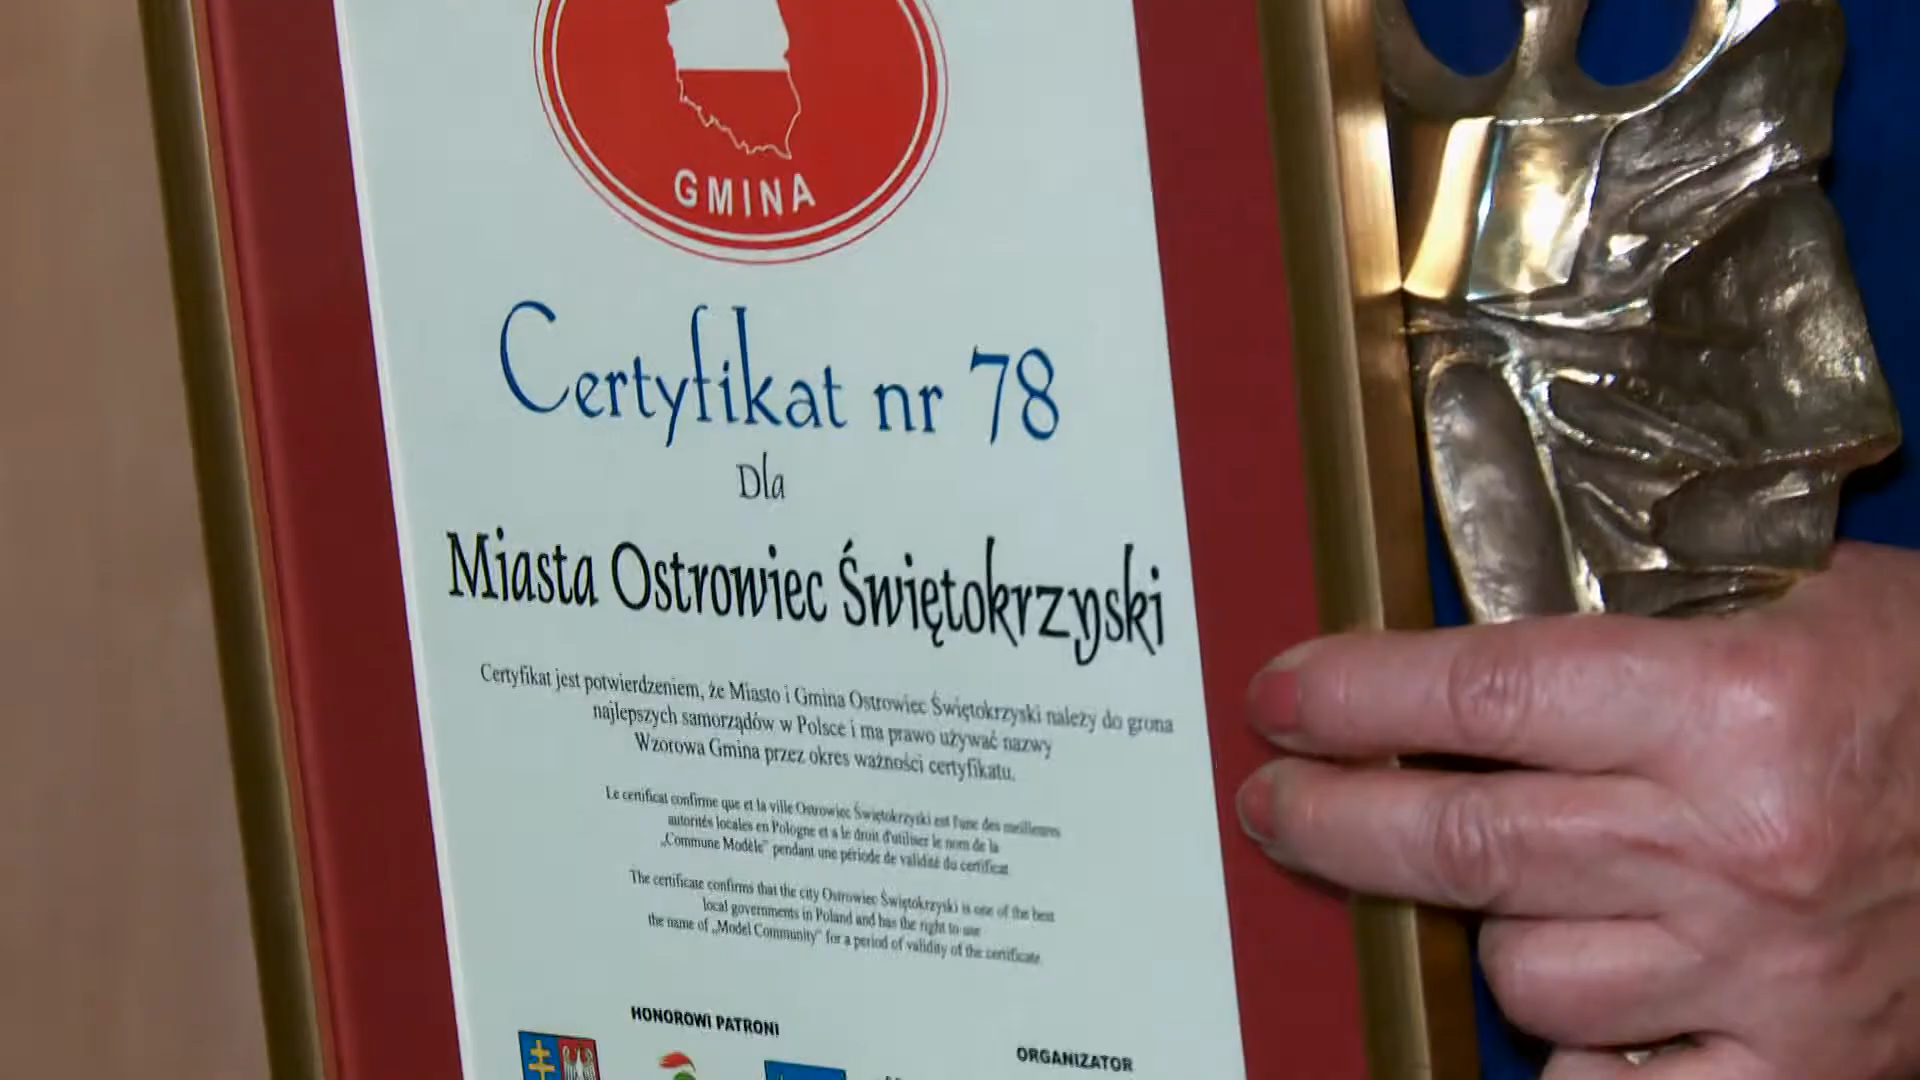 GMINA
Certyfikat nr 78
Dla
Miasta Ostrowiec Świętokrzyski
Certyfikat jest potwierdzeniem, że Miasto i Gmina Ostrowiec Świętokrzyski należy do grona
najlepszych samorządów w Polsce i ma prawo używać nazwy
Wzorowa Gmina przez okres ważności certyfikatu.
Le certificat confirme que et la ville Ostrowiec Świętokrzyski est l'une des meilleures
autorités locales en Pologne et a le droit d'utiliser le nom de la
„Commune Modèle" pendant une période de validité du certificat
The certificate confirms that the city Ostrowiec Świętokrzyski is one of the best
local governments in Poland and has the right to use
the name of „Model Community" for a period of validity of the certificate.
HONOROWI PATRONI
ORGANIZATOR